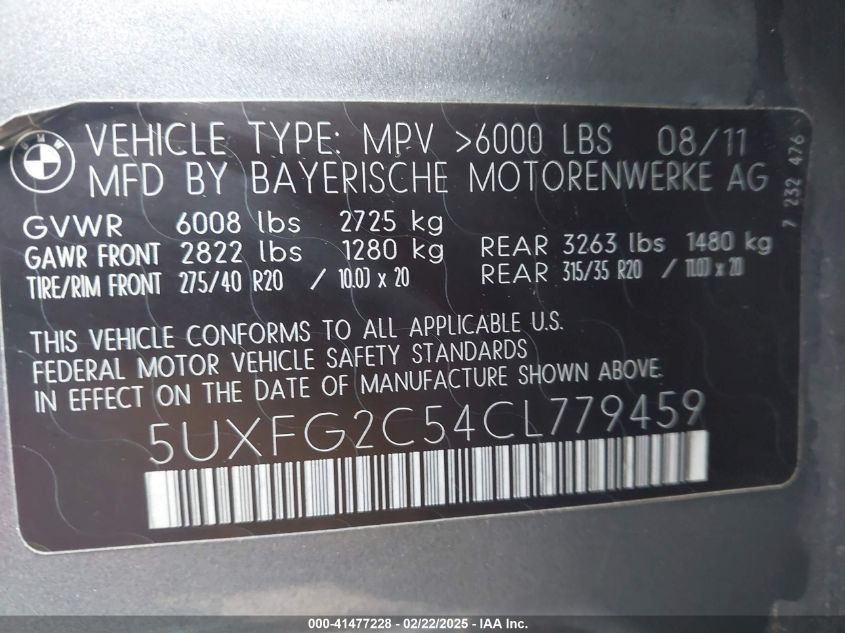 BMW
VEHICLE TYPE: MPV >6000 LBS 08/11
MFD BY BAYERISCHE MOTORENWERKE AG
7 232 476
GVWR 6008 lbs 2725 kg
GAWR FRONT 2822 lbs 1280 kg REAR 3263 lbs 1480 kg
TIRE/RIM FRONT 275/40 R20 / 10.0J x 20 REAR 315/35 R20 / 11.0J x 20
THIS VEHICLE CONFORMS TO ALL APPLICABLE U.S.
FEDERAL MOTOR VEHICLE SAFETY STANDARDS
IN EFFECT ON THE DATE OF MANUFACTURE SHOWN ABOVE.
5UXFG2C54CL779459
000-41477228 - 02/22/2025 - IAA Inc.